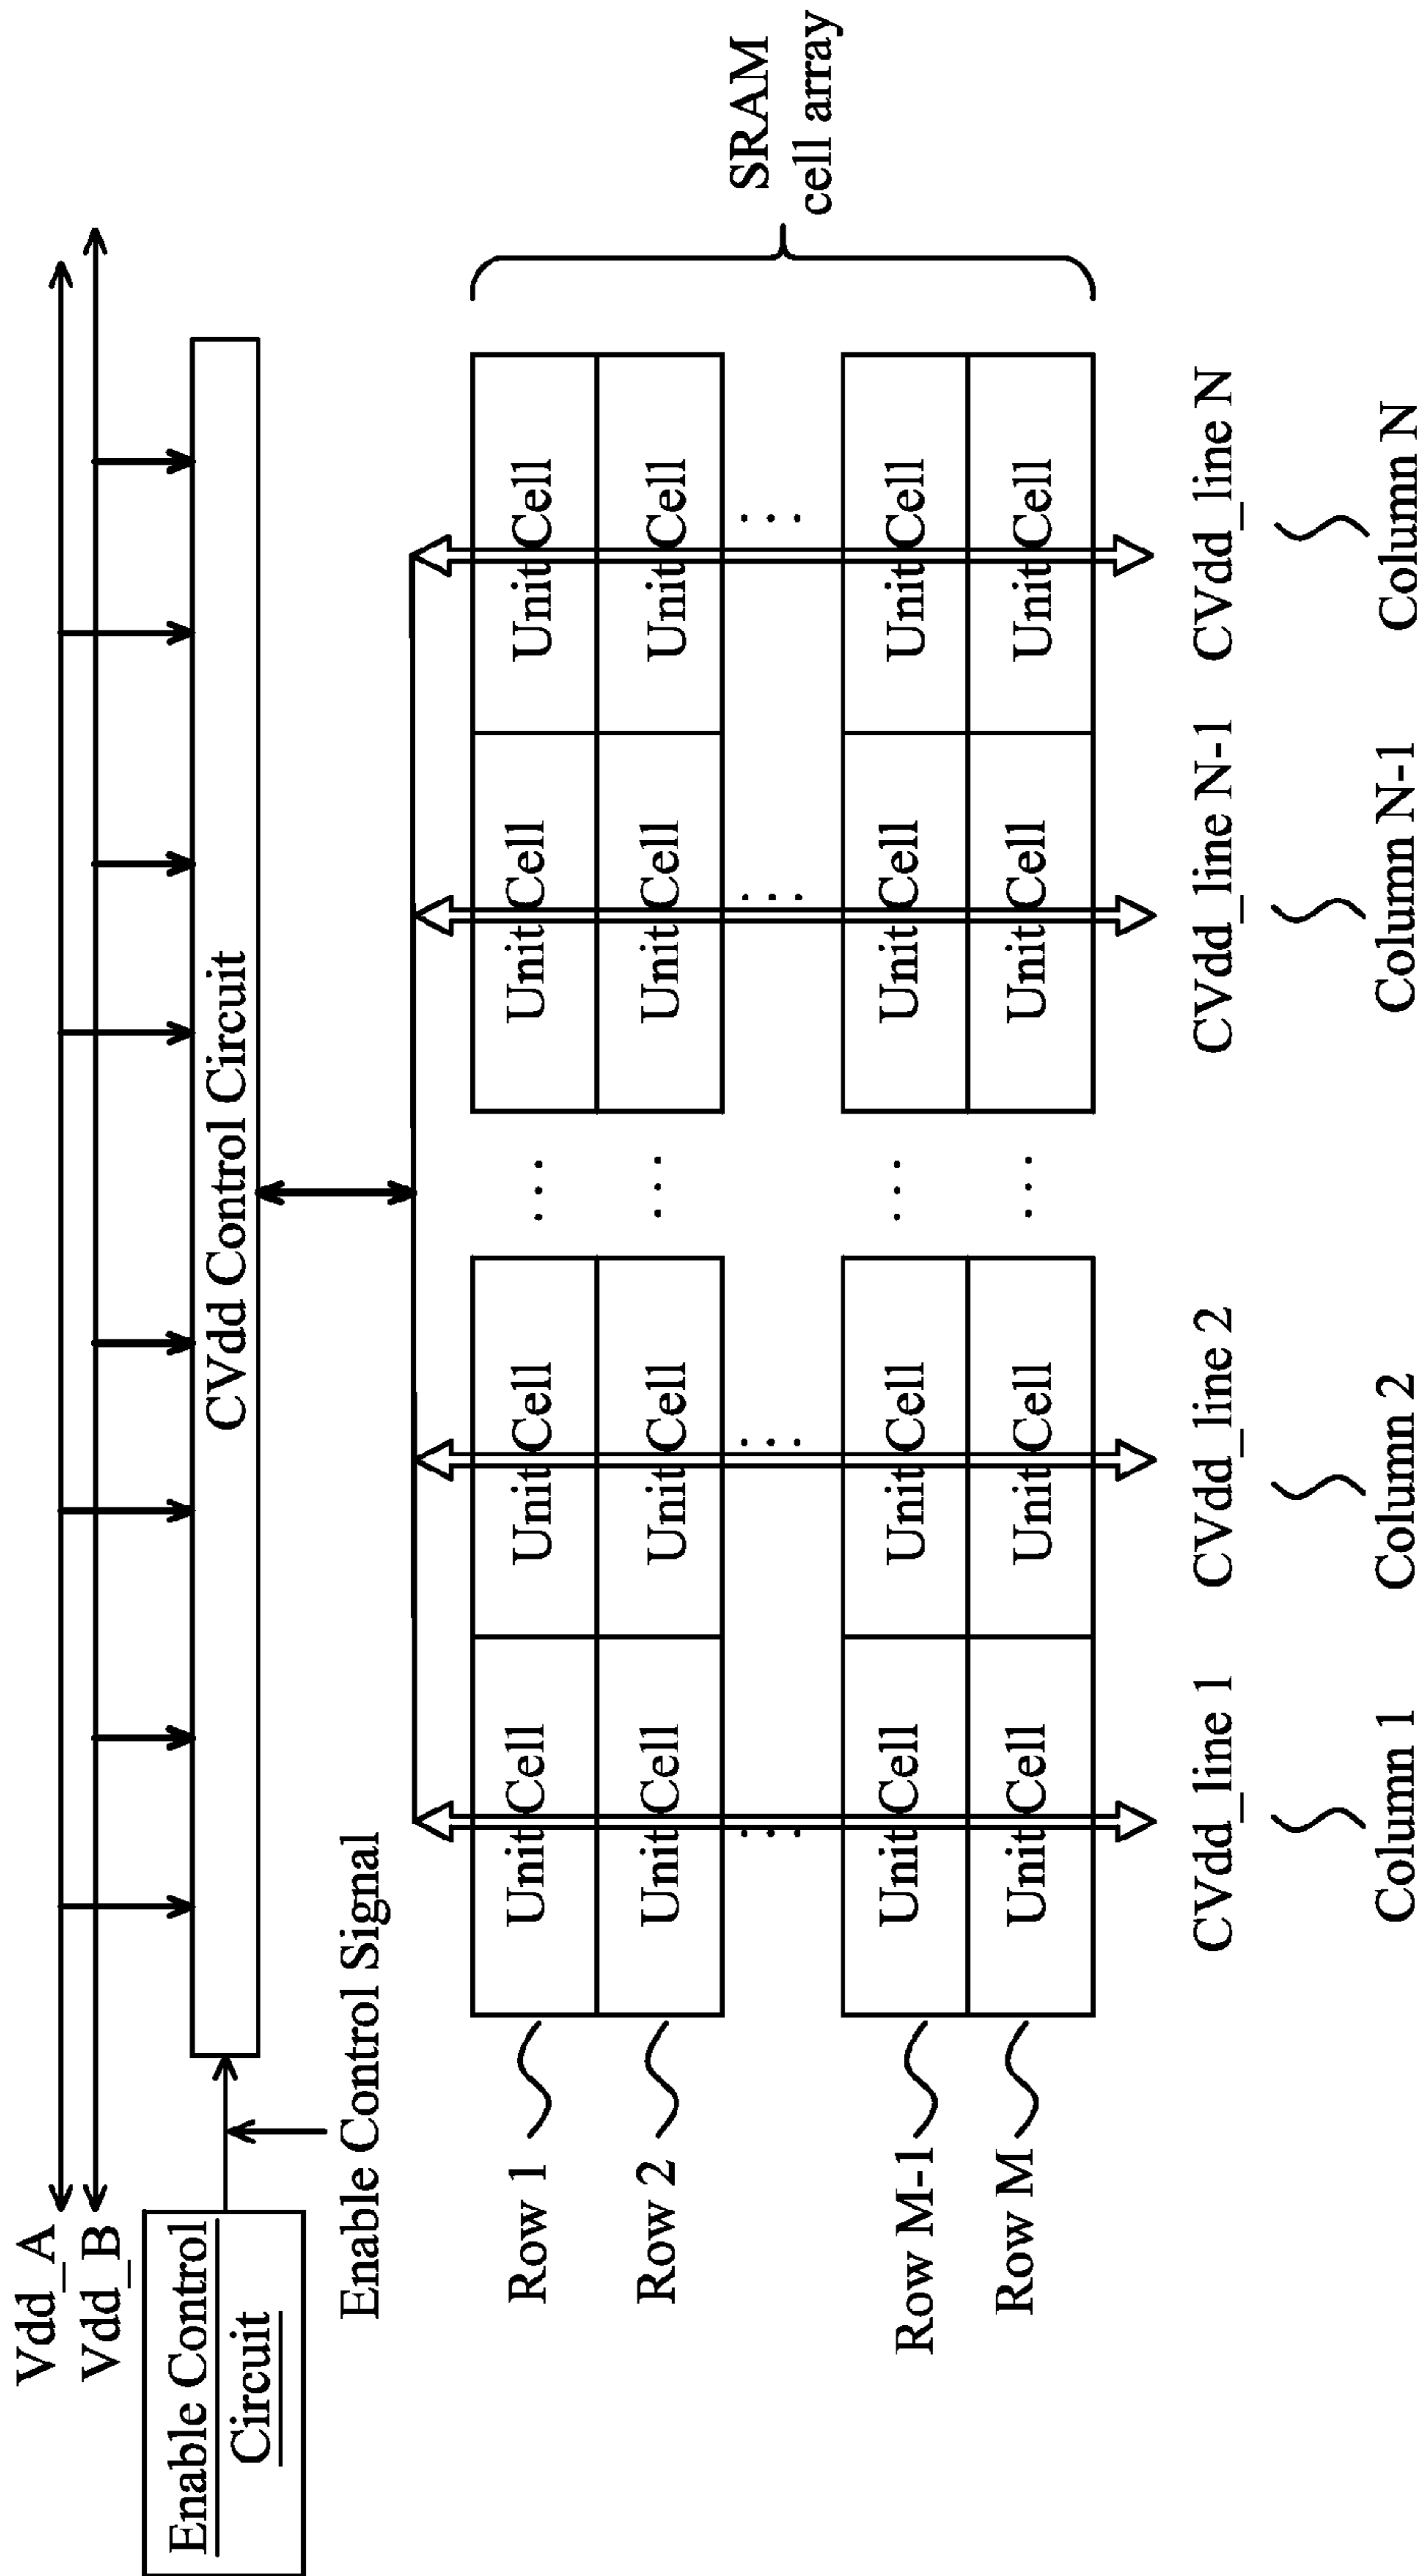 Vdd_A
Vdd_B
Enable Control
Circuit
CVdd Control Circuit
Enable Control Signal
Row 1
Unit Cell
Unit Cell
...
Unit Cell
Unit Cell
Row 2
Unit Cell
Unit Cell
...
Unit Cell
Unit Cell
...
...
...
...
Row M-1
Unit Cell
Unit Cell
...
Unit Cell
Unit Cell
Row M
Unit Cell
Unit Cell
...
Unit Cell
Unit Cell
SRAM
cell array
CVdd_line 1
CVdd_line 2
CVdd_line N-1
CVdd_line N
Column 1
Column 2
Column N-1
Column N